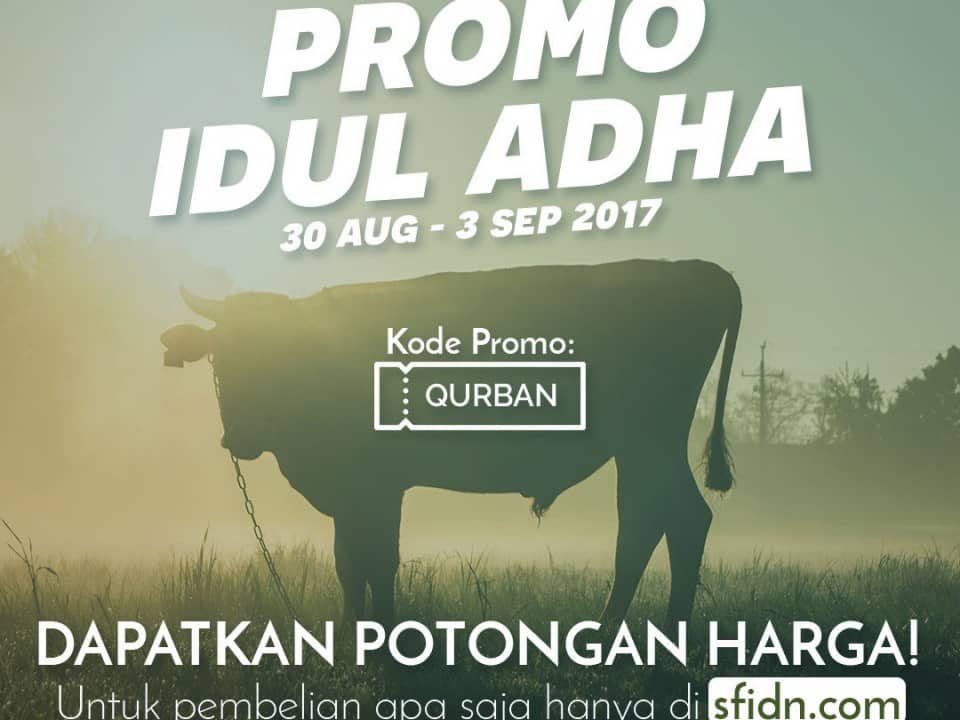 PROMO
IDUL ADHA
30 AUG - 3 SEP 2017
Kode Promo:
QURBAN
DAPATKAN POTONGAN HARGA!
Untuk pembelian apa saja hanya di sfidn.com